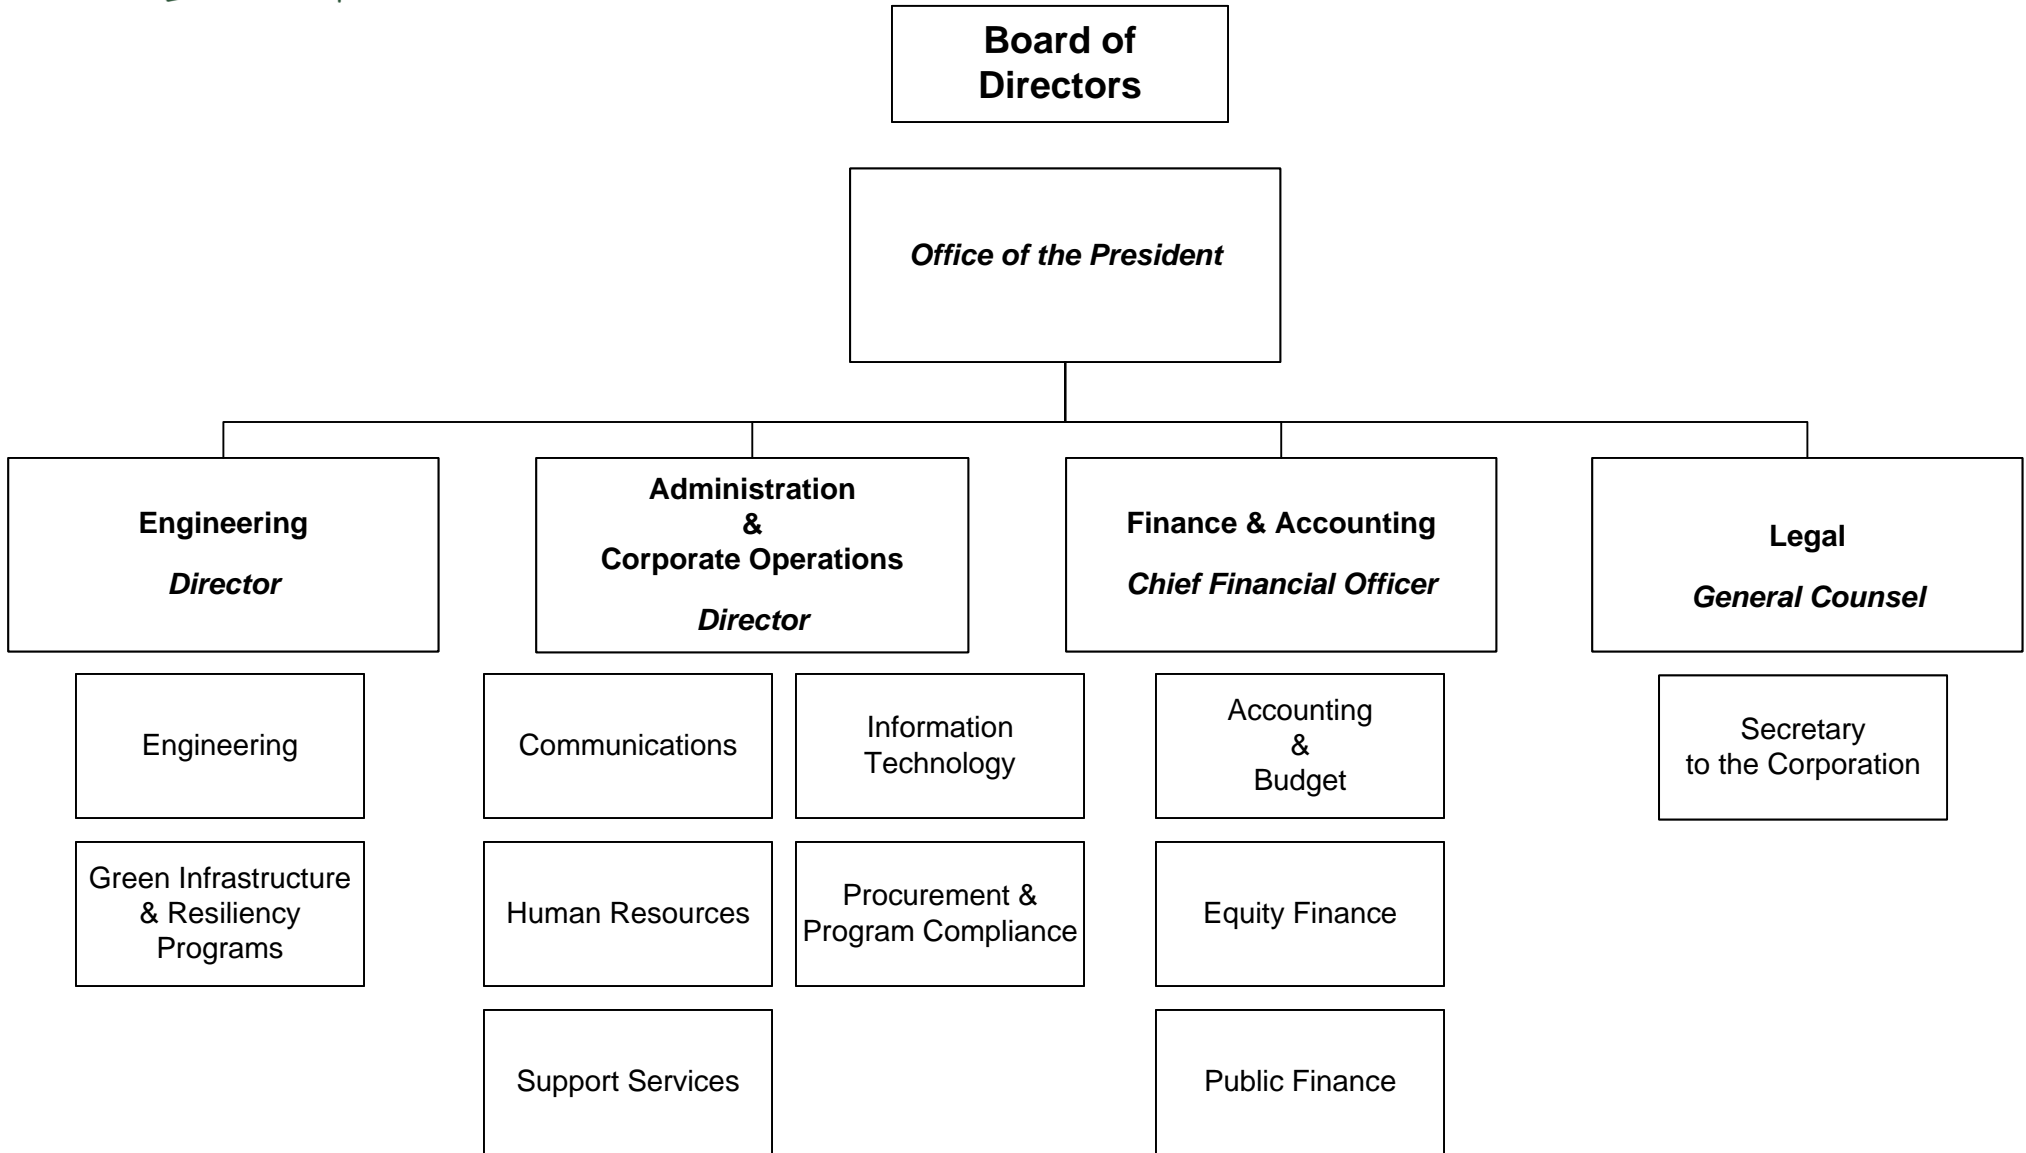 Board of
Directors
Office of the President
Engineering
Director
Administration
&
Corporate Operations
Director
Finance & Accounting
Chief Financial Officer
Legal
General Counsel
Engineering
Communications
Information
Technology
Accounting
&
Budget
Secretary
to the Corporation
Green Infrastructure
& Resiliency
Programs
Human Resources
Procurement &
Program Compliance
Equity Finance
Support Services
Public Finance